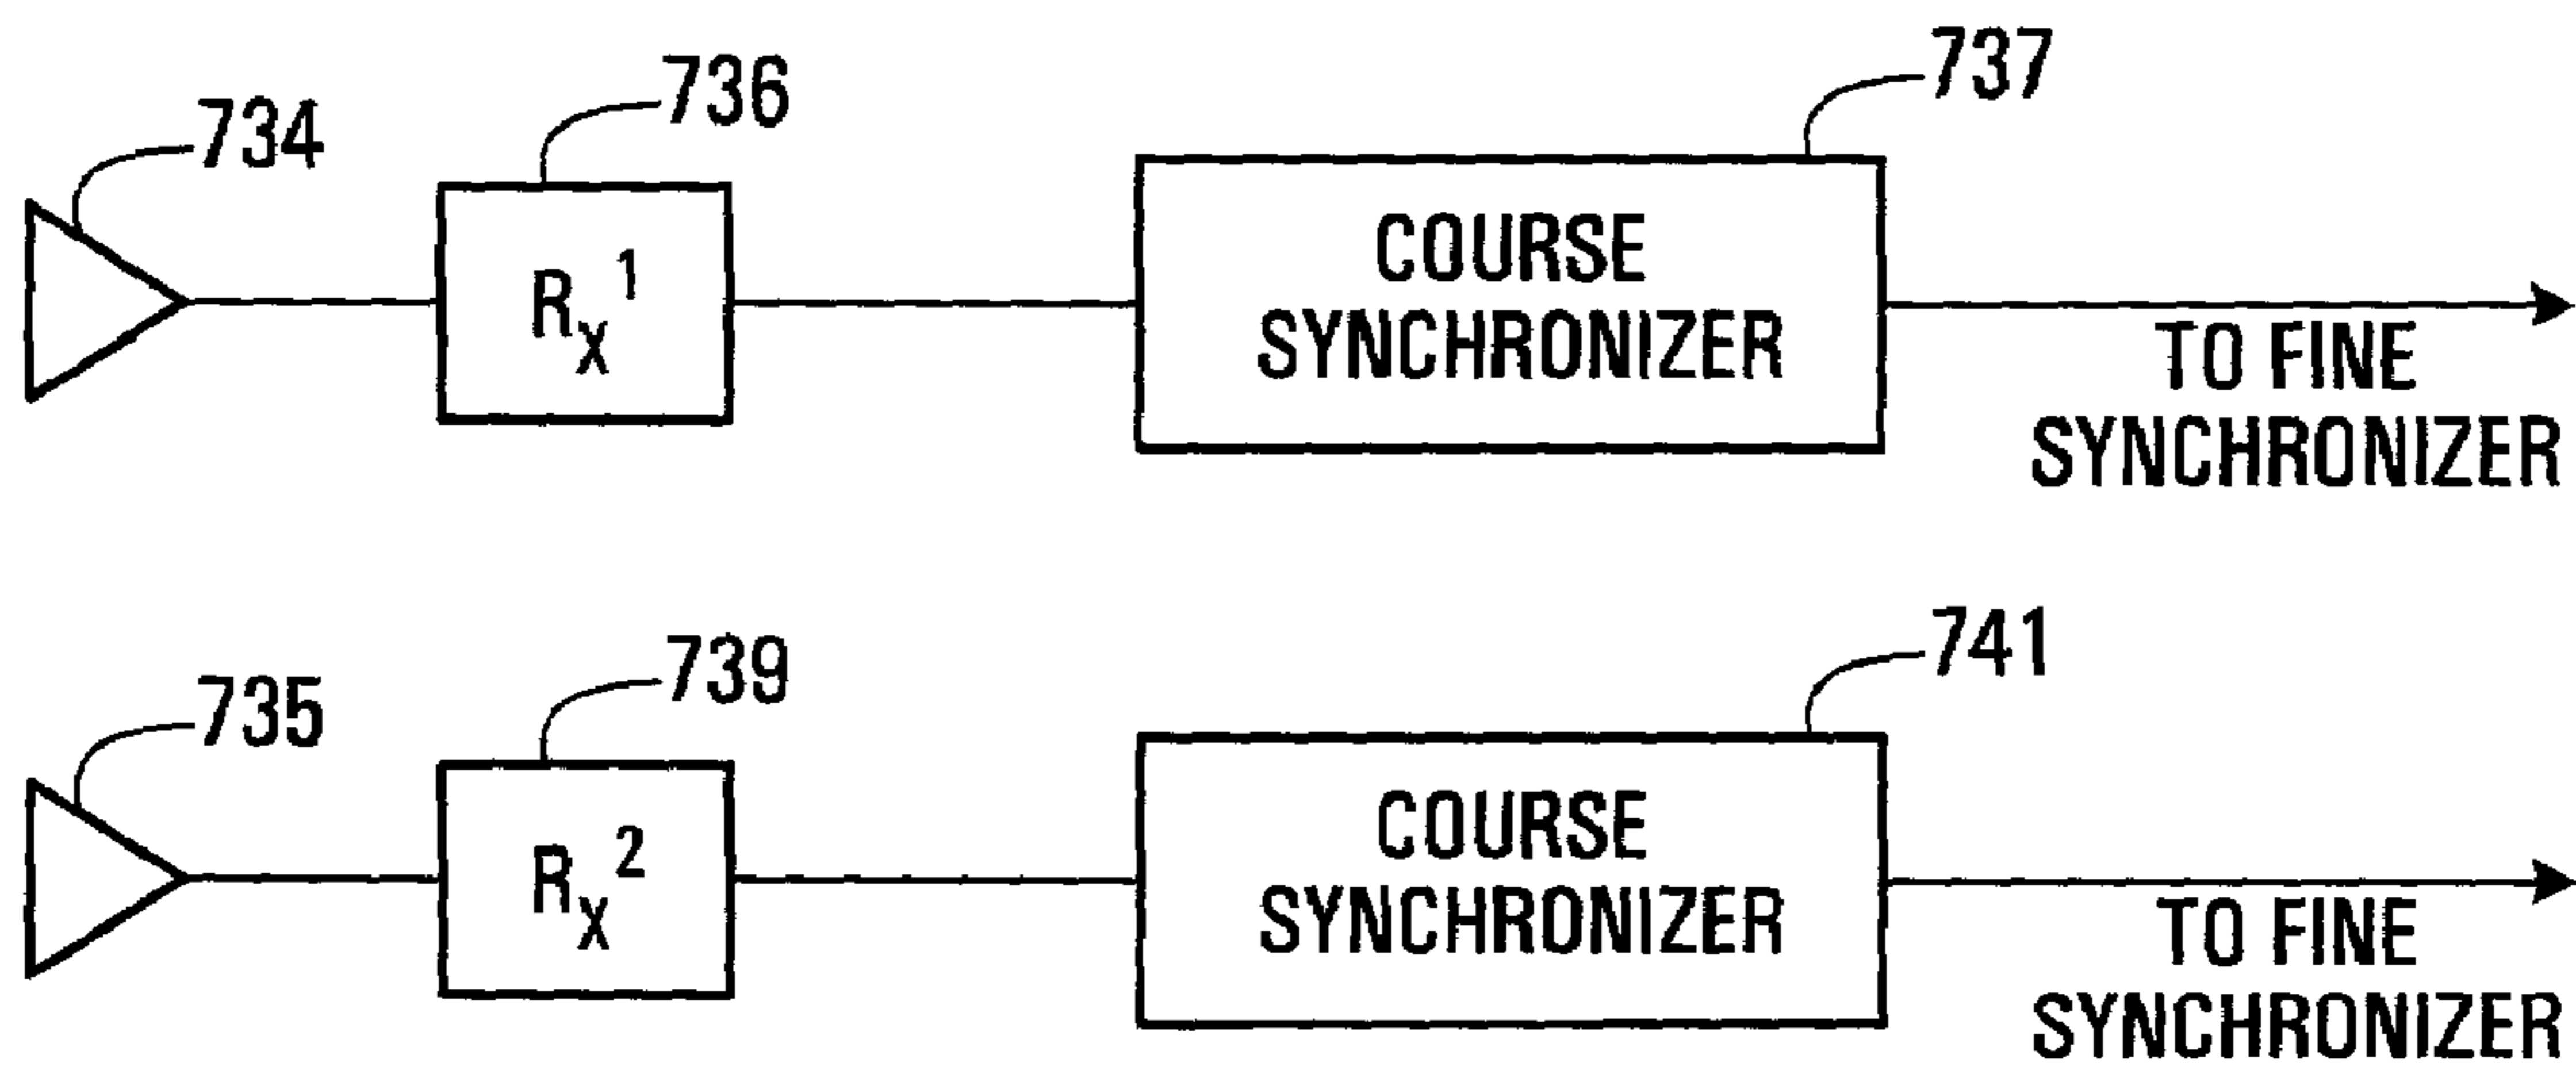 734
736
737
Rx1
COURSE
SYNCHRONIZER
TO FINE
SYNCHRONIZER
735
739
741
Rx2
COURSE
SYNCHRONIZER
TO FINE
SYNCHRONIZER